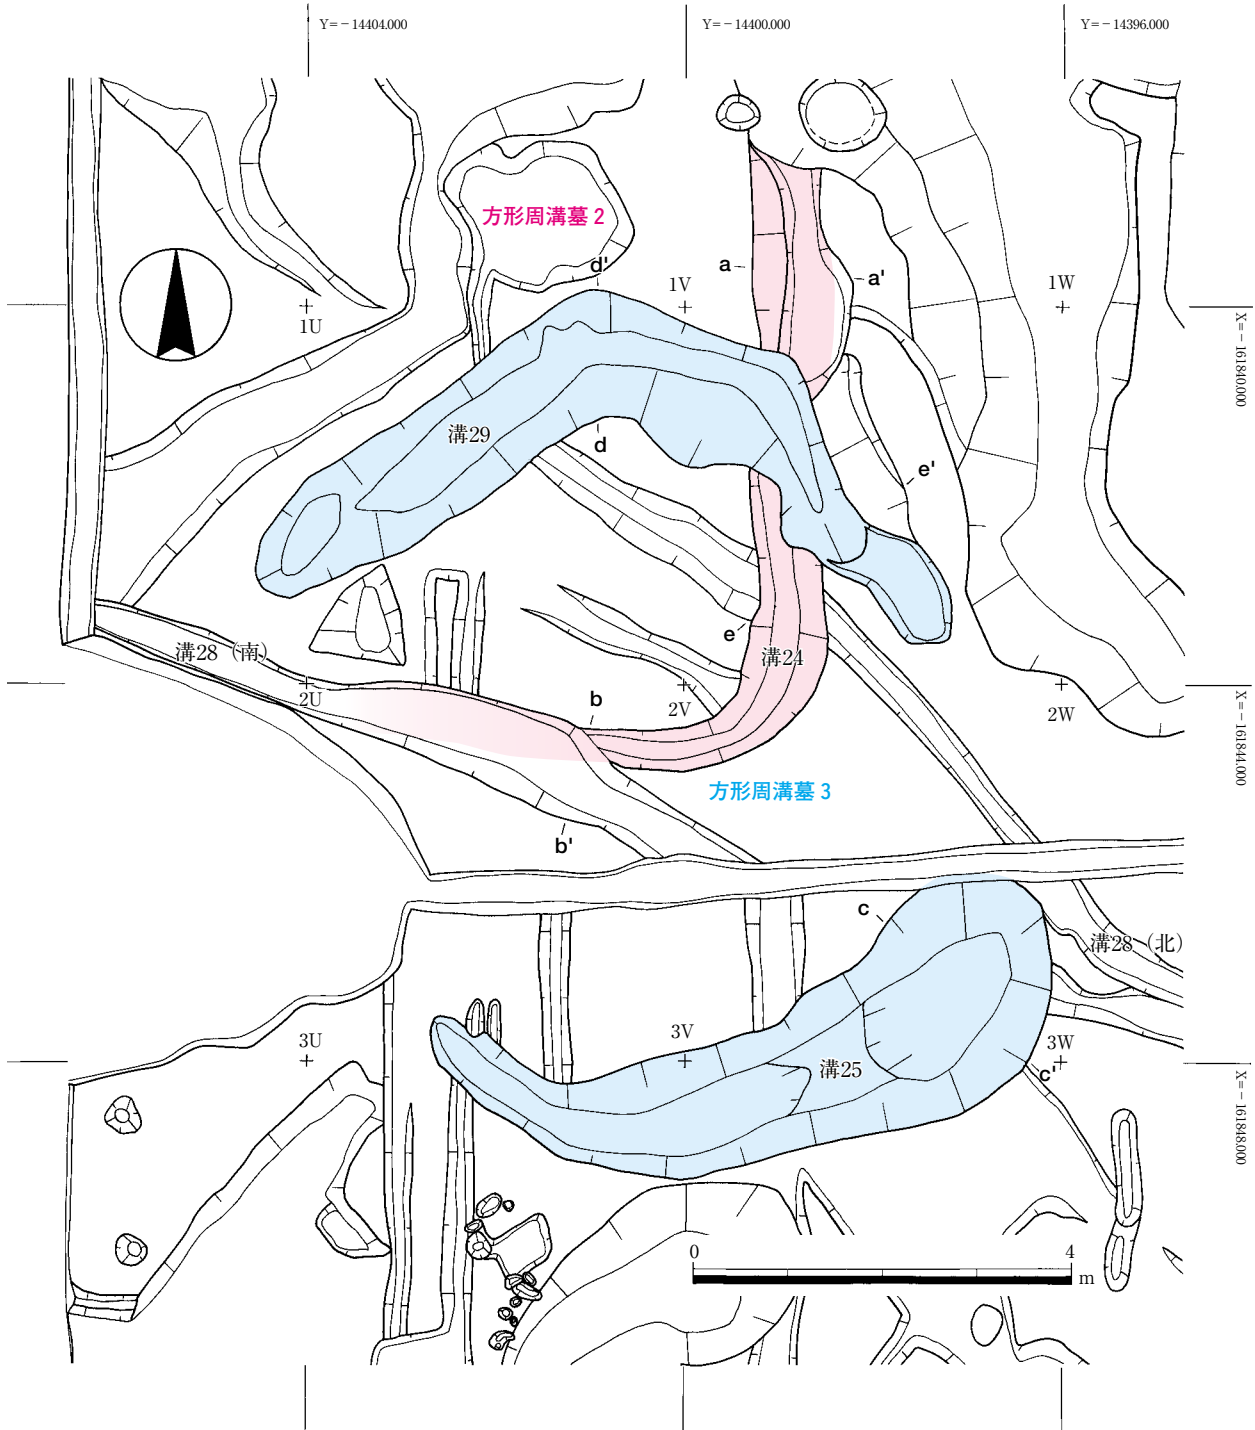 Y=－14404.000
Y=－14400.000
Y=－14396.000
方形周溝墓 2
d'
a
a'
1U
1V
1W
X=－161840.000
溝29
d
e'
e
溝28（南）
溝24
2U
b
2V
2W
X=－161844.000
方形周溝墓 3
b'
c
溝28（北）
3U
3V
3W
溝25
c'
X=－161848.000
0
4
m